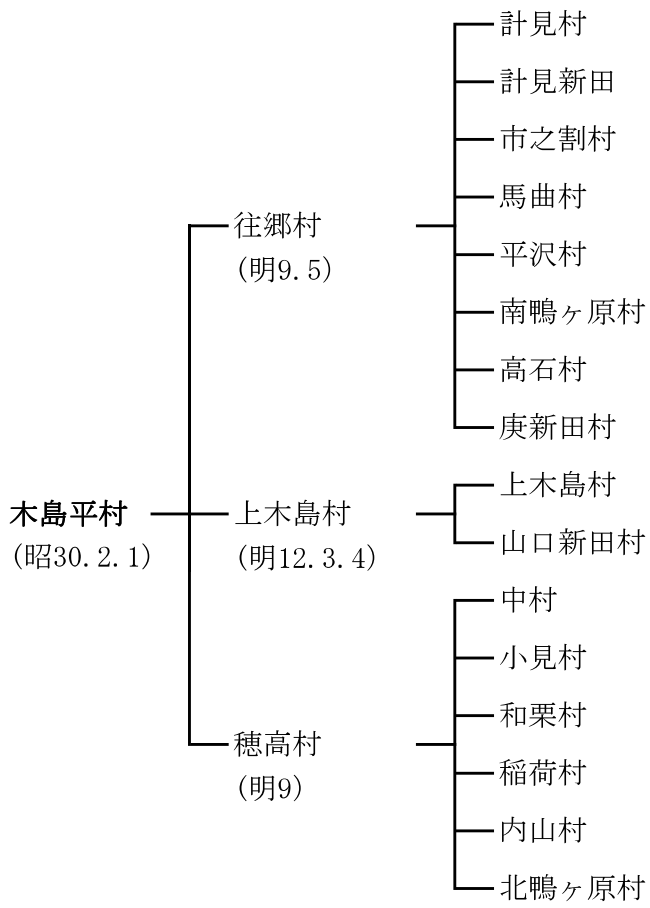 木島平村
(昭30.2.1)
往郷村
(明9.5)
計見村
計見新田
市之割村
馬曲村
平沢村
南鴨ヶ原村
高石村
庚新田村
上木島村
(明12.3.4)
上木島村
山口新田村
穂高村
(明9)
中村
小見村
和栗村
稲荷村
内山村
北鴨ヶ原村